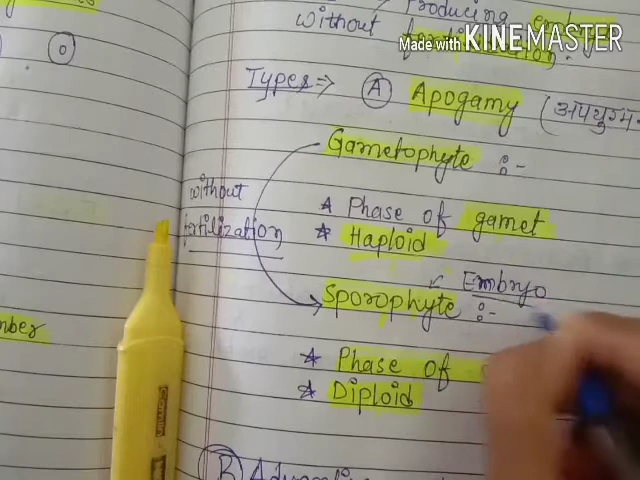 Producing
without fertilization.
Made with KINEMASTER
Types ⇒ (A) Apogamy (अपयुग्म
Gametophyte :-
without
fertilization
★ Phase of gamet
★ Haploid
Embryo
Sporophyte :-
★ Phase of
★ Diploid
(B)